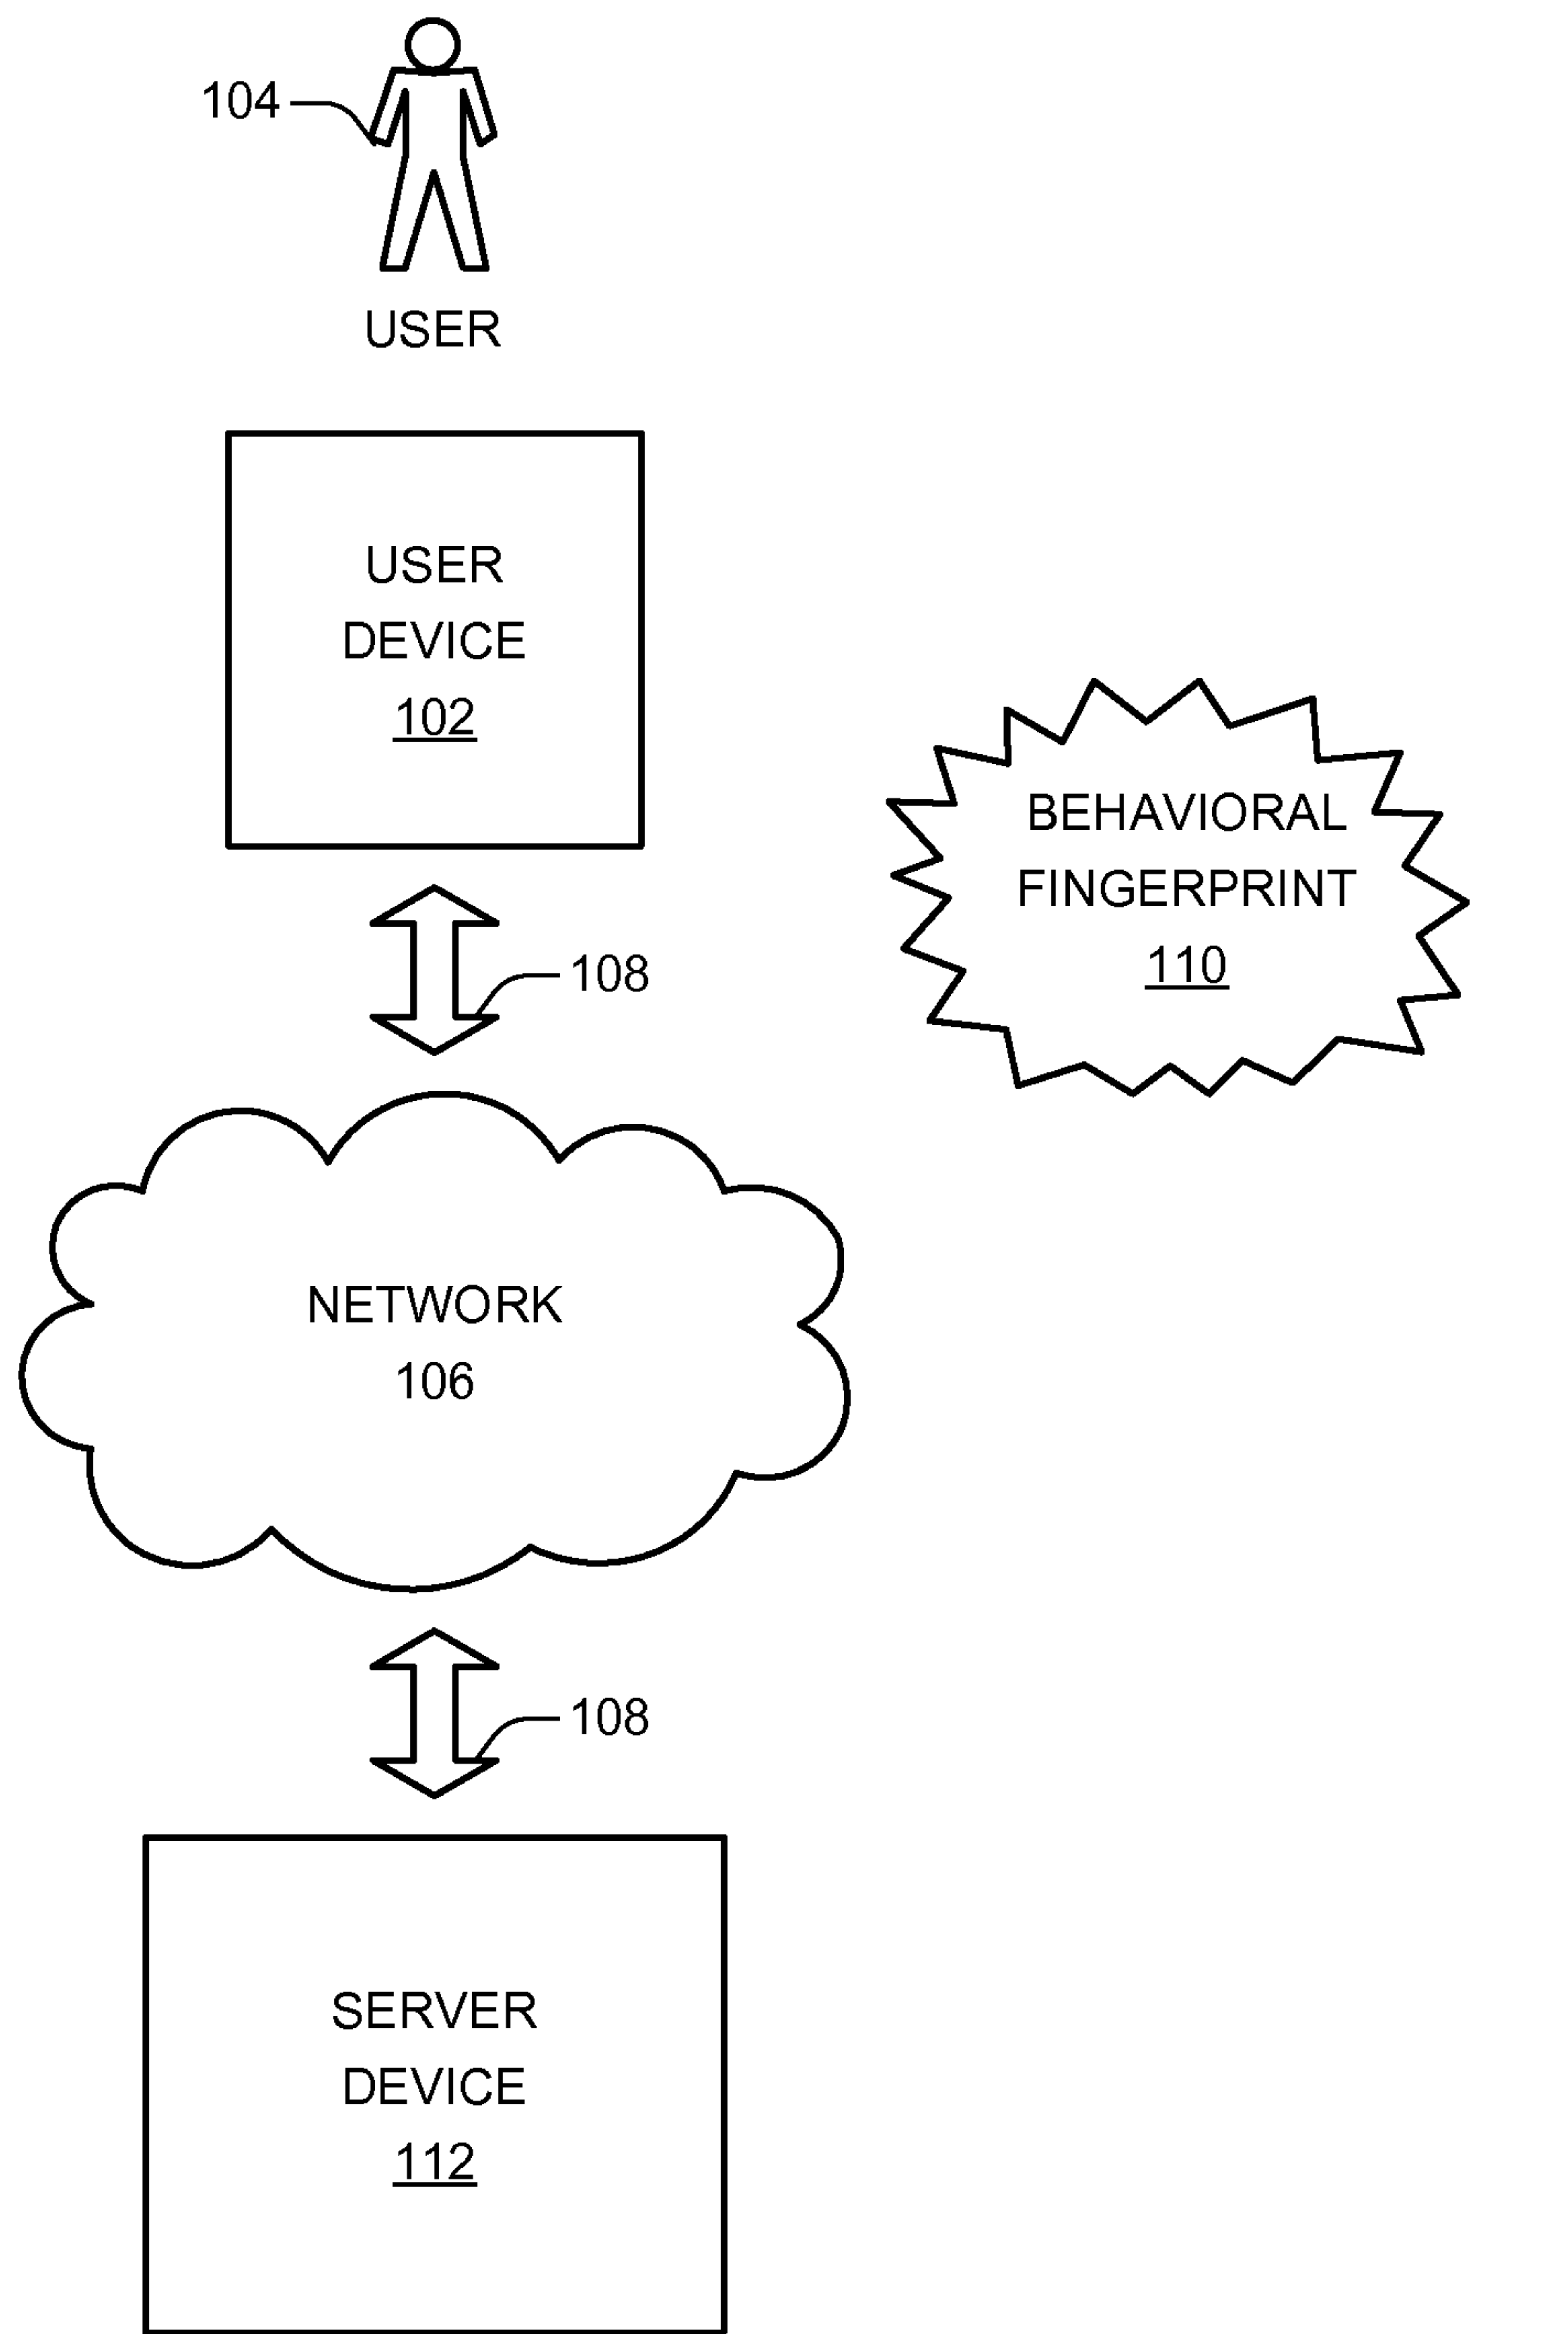 104
USER
USER
DEVICE
102
BEHAVIORAL
FINGERPRINT
110
108
NETWORK
106
108
SERVER
DEVICE
112